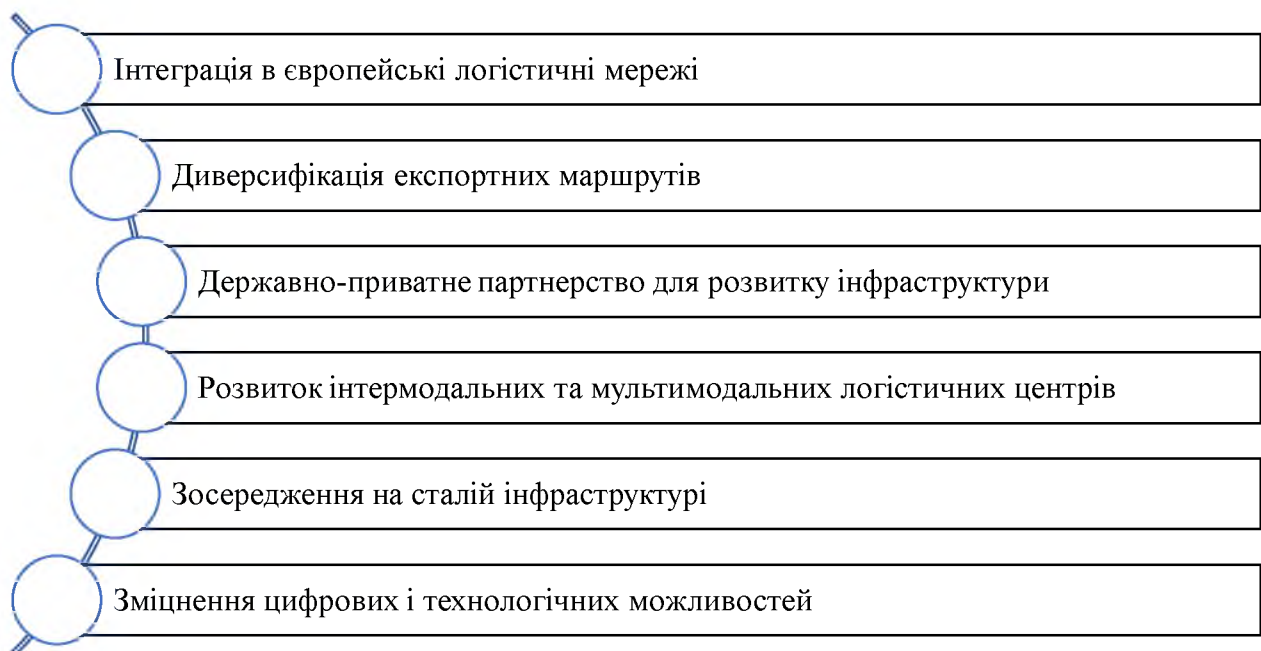 Інтеграція в європейські логістичні мережі
Диверсифікація експортних маршрутів
Державно-приватне партнерство для розвитку інфраструктури
Розвиток інтермодальних та мультимодальних логістичних центрів
Зосередження на сталій інфраструктурі
Зміцнення цифрових і технологічних можливостей